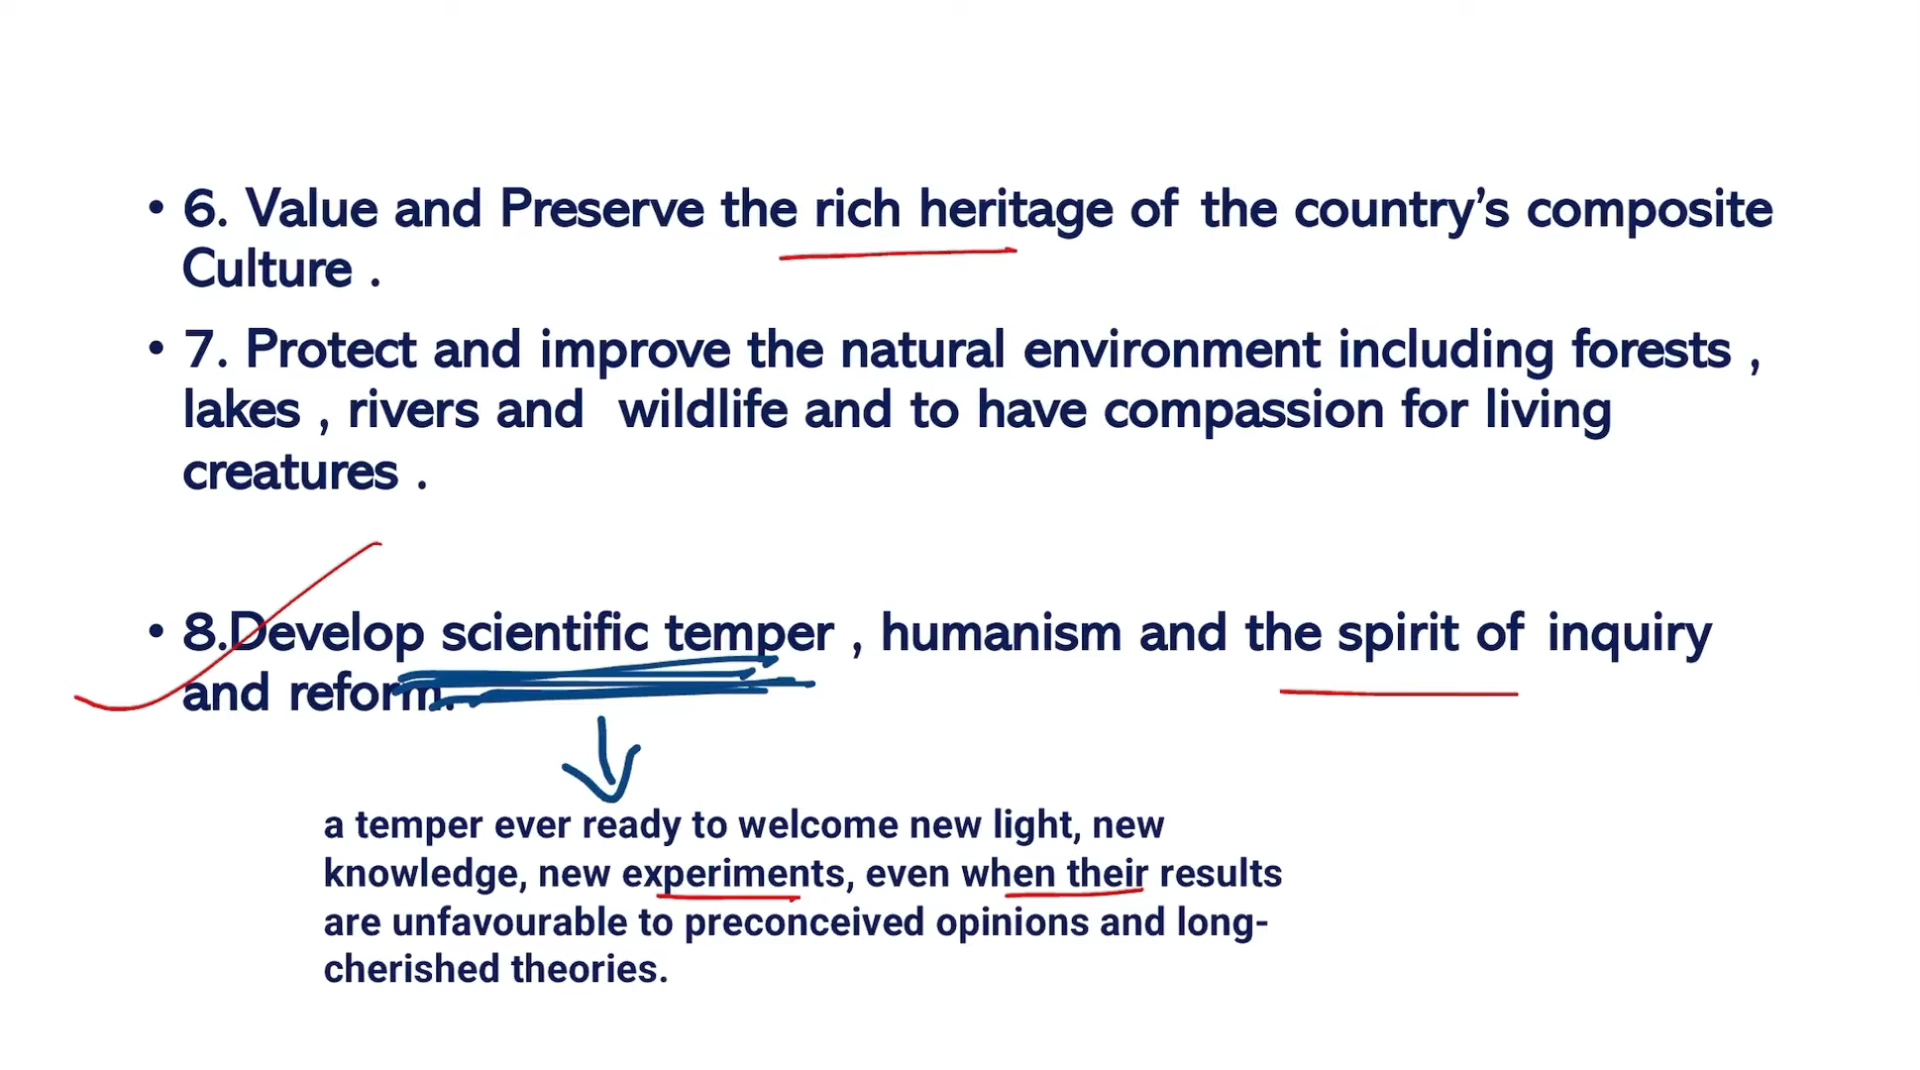 • 6. Value and Preserve the rich heritage of the country’s composite
Culture .
• 7. Protect and improve the natural environment including forests ,
lakes , rivers and wildlife and to have compassion for living
creatures .
• 8.Develop scientific temper , humanism and the spirit of inquiry
and reform.
a temper ever ready to welcome new light, new
knowledge, new experiments, even when their results
are unfavourable to preconceived opinions and long-
cherished theories.